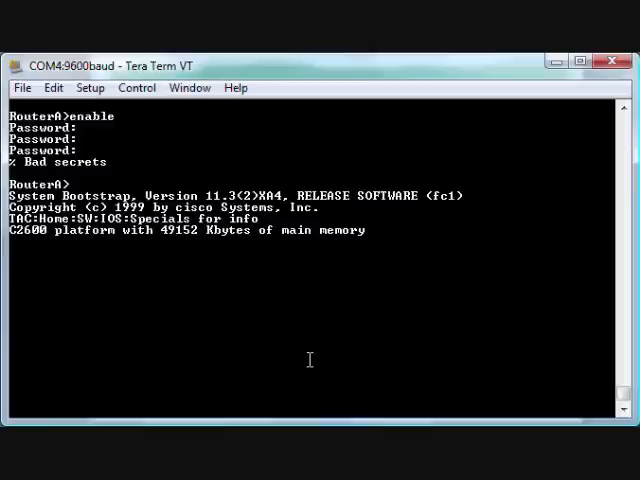 COM4:9600baud - Tera Term VT
File Edit Setup Control Window Help
RouterA>enable
Password:
Password:
Password:
% Bad secrets
RouterA>
System Bootstrap, Version 11.3(2)XA4, RELEASE SOFTWARE (fc1)
Copyright (c) 1999 by cisco Systems, Inc.
TAC:Home:SW:IOS:Specials for info
C2600 platform with 49152 Kbytes of main memory